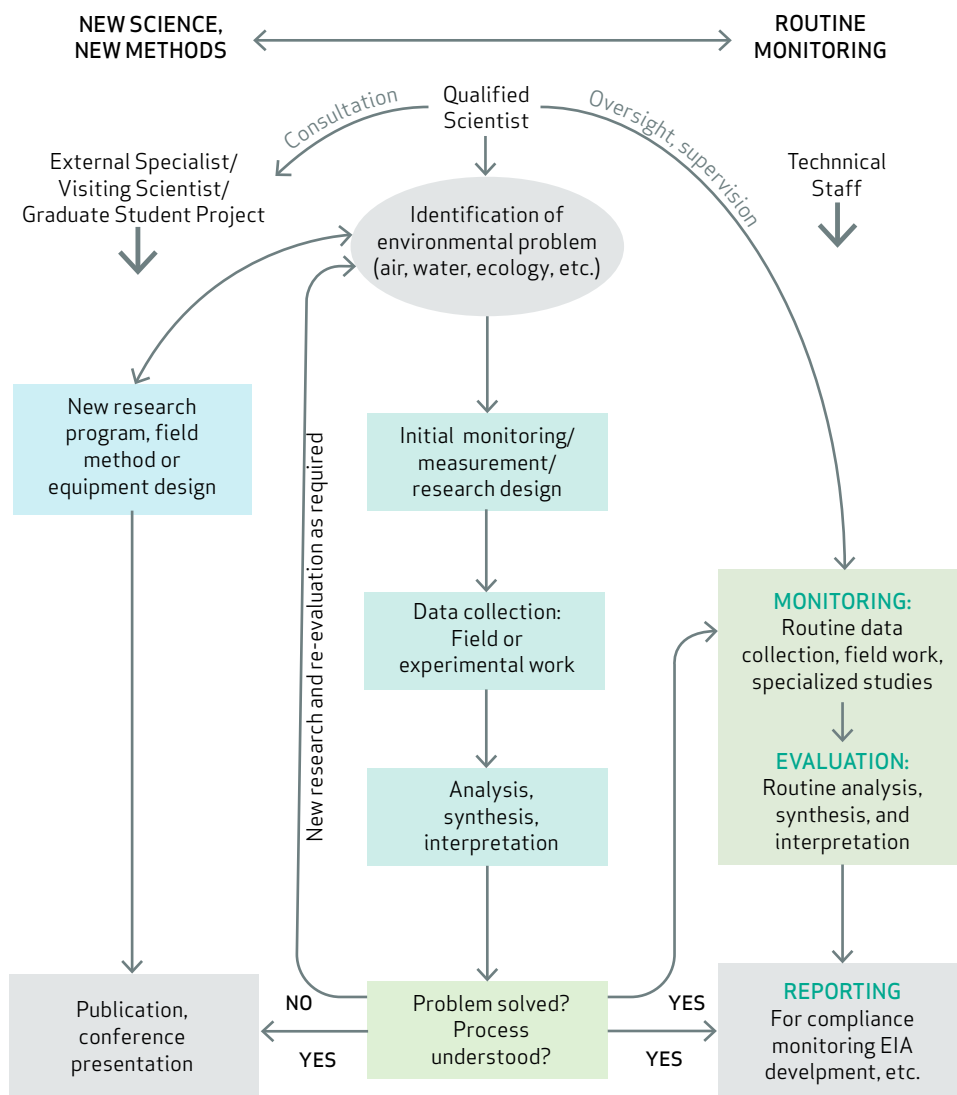 NEW SCIENCE,
NEW METHODS
ROUTINE
MONITORING
Consultation
Qualified
Scientist
Oversight, supervision
External Specialist/
Visiting Scientist/
Graduate Student Project
Technnical
Staff
Identification of
environmental problem
(air, water, ecology, etc.)
New research
program, field
method or
equipment design
New research and re-evaluation as required
Initial monitoring/
measurement/
research design
Data collection:
Field or
experimental work
MONITORING:
Routine data
collection, field work,
specialized studies
EVALUATION:
Routine analysis,
synthesis, and
interpretation
Analysis,
synthesis,
interpretation
Publication,
conference
presentation
NO
YES
Problem solved?
Process
understood?
YES
YES
REPORTING
For compliance
monitoring EIA
develpment, etc.